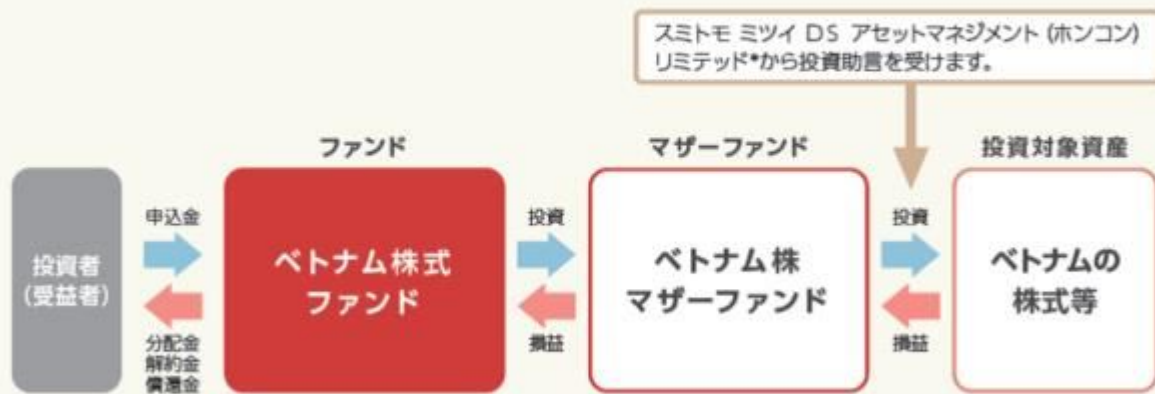 スミトモ ミツイ DS アセットマネジメント (ホンコン)
リミテッド*から投資助言を受けます。
ファンド
マザーファンド
投資対象資産
投資者
(受益者)
申込金
分配金
解約金
償還金
ベトナム株式
ファンド
投資
損益
ベトナム株
マザーファンド
投資
損益
ベトナムの
株式等